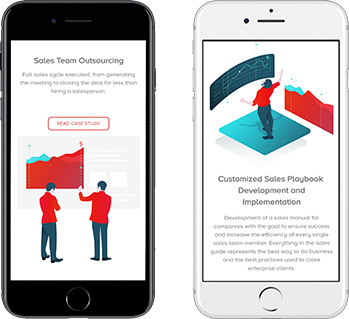 Sales Team Outsourcing
Full sales cycle executed: from generating
the meeting to closing the deal for less than
hiring a salesperson.
READ CASE STUDY
$
Customized Sales Playbook
Development and
Implementation
Development of a sales manual for
companies with the goal to ensure success
and increase the efficiency of every single
sales team member. Everything in the sales
guide represents the best way to do business
and the best practices used to close
enterprise clients.